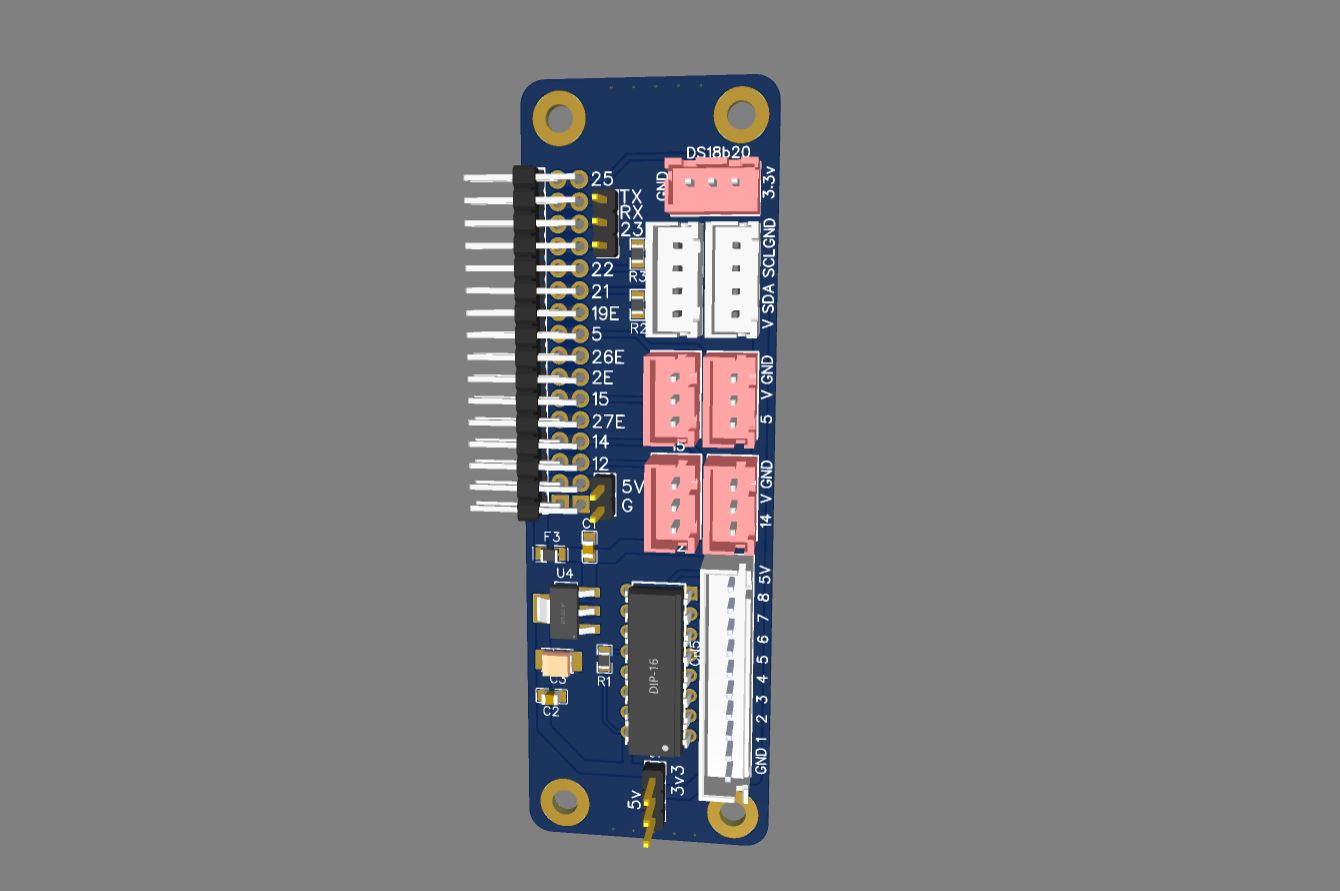 DS18b20
GND
3.3v
25
TX
RX
23
22
21
19E
5
26E
2E
15
27E
14
12
5V
G
R3
R2
V SDA SCLGND
5 V GND
14 V GND
C1
F3
U4
C3
C2
R1
DIP-16
CN5
GND 1 2 3 4 5 6 7 8 5V
5v
3v3